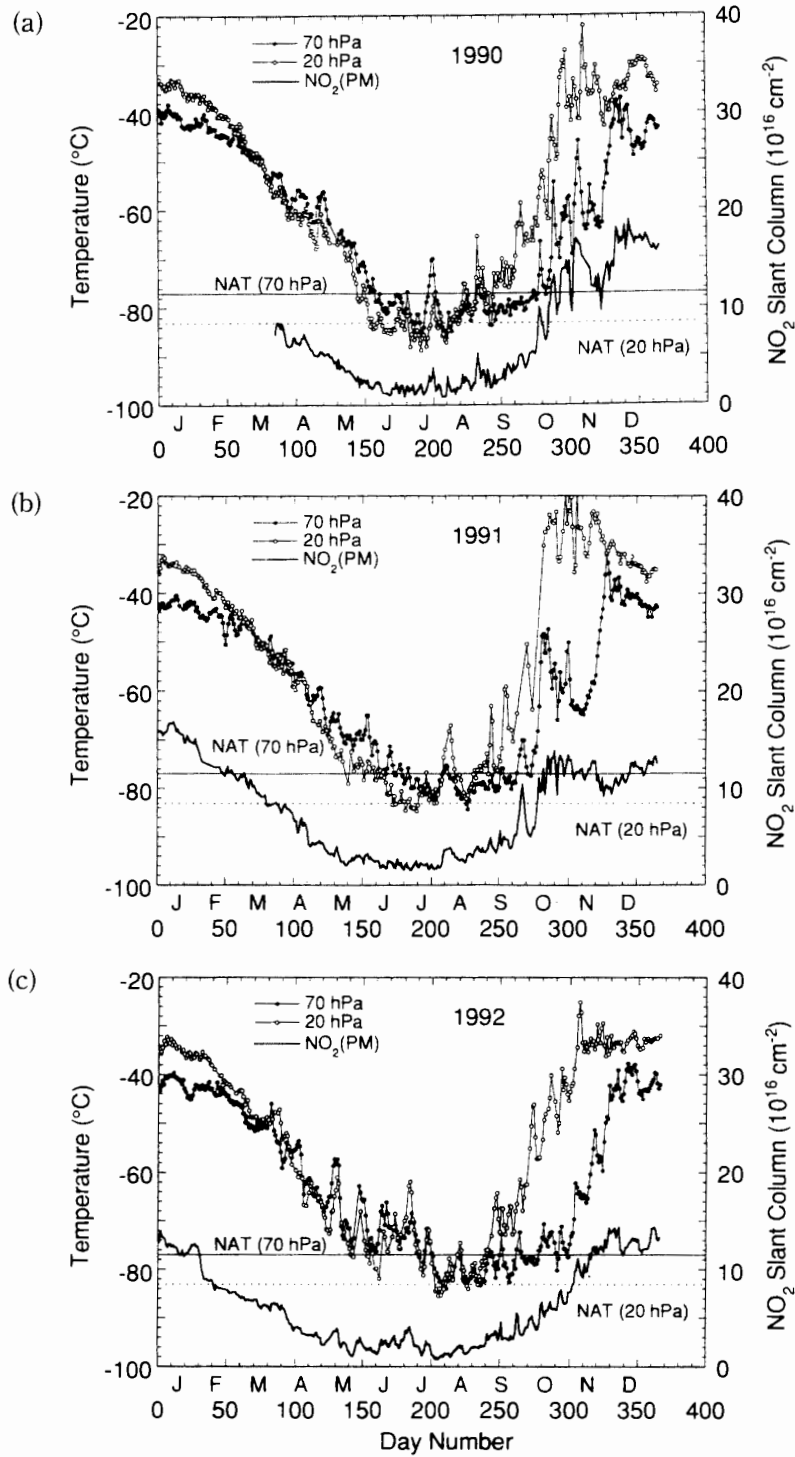 (a)
-20
-40
-60
-80
-100
Temperature (°C)
70 hPa
20 hPa
NO2(PM)
1990
NAT (70 hPa)
NAT (20 hPa)
40
30
20
10
0
NO2 Slant Column (10^16 cm^-2)
J F M A M J J A S O N D
0 50 100 150 200 250 300 350 400
(b)
-20
-40
-60
-80
-100
Temperature (°C)
70 hPa
20 hPa
NO2(PM)
1991
NAT (70 hPa)
NAT (20 hPa)
40
30
20
10
0
NO2 Slant Column (10^16 cm^-2)
J F M A M J J A S O N D
0 50 100 150 200 250 300 350 400
(c)
-20
-40
-60
-80
-100
Temperature (°C)
70 hPa
20 hPa
NO2(PM)
1992
NAT (70 hPa)
NAT (20 hPa)
40
30
20
10
0
NO2 Slant Column (10^16 cm^-2)
J F M A M J J A S O N D
0 50 100 150 200 250 300 350 400
Day Number